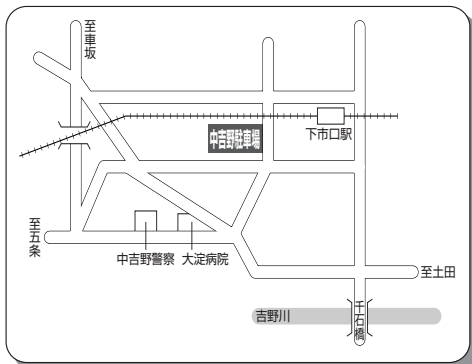 至車坂
下市口駅
中吉野駐車場
至五条
中吉野警察
大淀病院
至土田
吉野川
千石橋